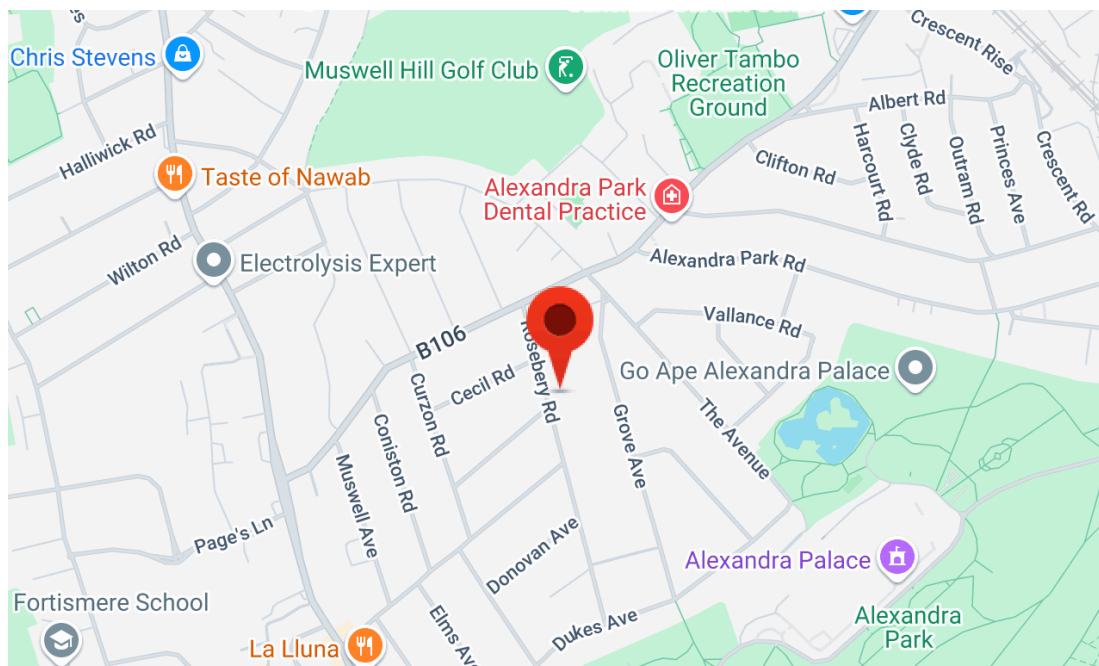 Crescent Rise
Chris Stevens
Muswell Hill Golf Club
Oliver Tambo
Recreation
Ground
Albert Rd
Halliwick Rd
Harcourt Rd
Clyde Rd
Outram Rd
Princes Ave
Crescent Rd
Clifton Rd
Taste of Nawab
Alexandra Park
Dental Practice
Wilton Rd
Electrolysis Expert
Alexandra Park Rd
Vallance Rd
B106
Rosebery Rd
Cecil Rd
Go Ape Alexandra Palace
Curzon Rd
Coniston Rd
Grove Ave
The Avenue
Muswell Ave
Page's Ln
Donovan Ave
Alexandra Palace
Fortismere School
Elms Ave
Dukes Ave
Alexandra
Park
La Lluna